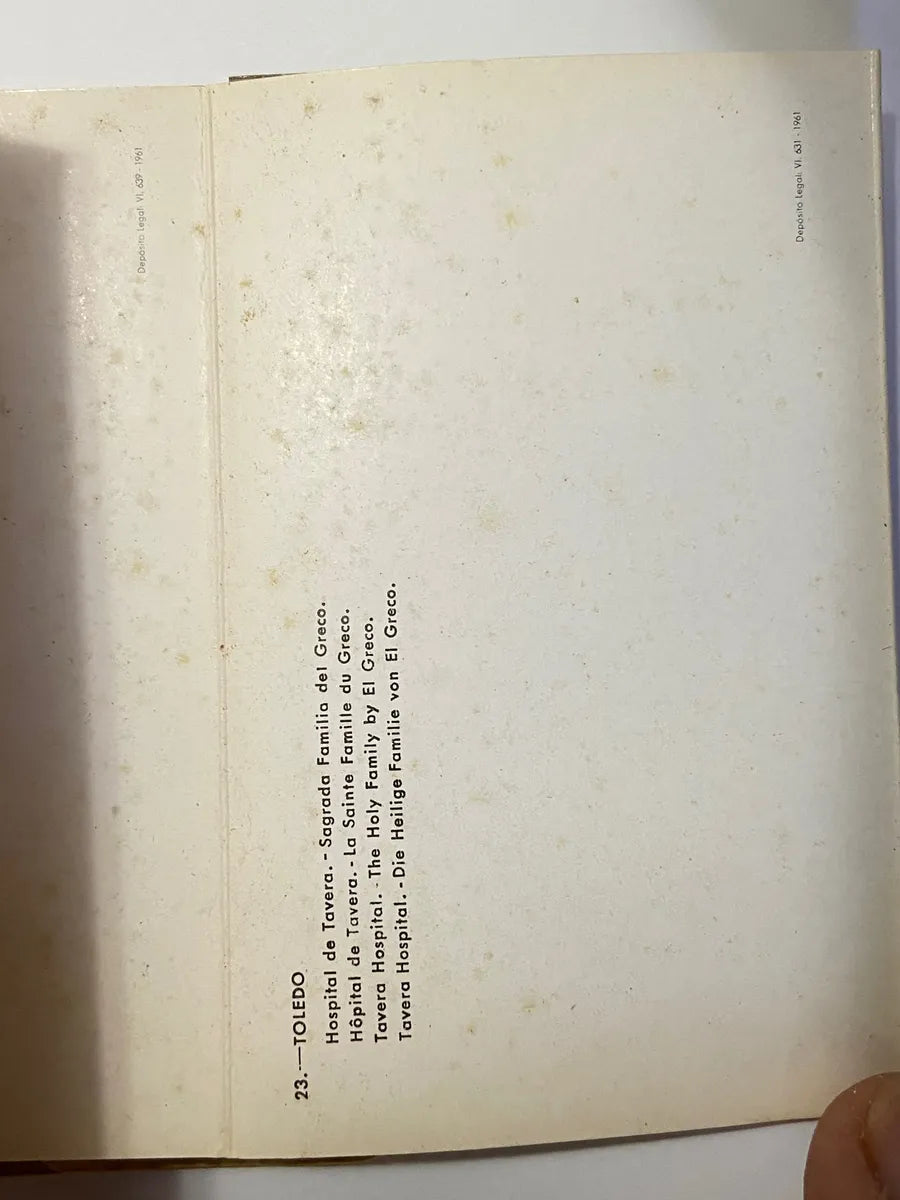 Depósito Legal: VI. 639 - 1961
23.—TOLEDO
Hospital de Tavera. - Sagrada Familia del Greco.
Hôpital de Tavera. - La Sainte Famille du Greco.
Tavera Hospital. - The Holy Family by El Greco.
Tavera Hospital. - Die Heilige Familie von El Greco.
Depósito Legal: VI. 631 - 1961